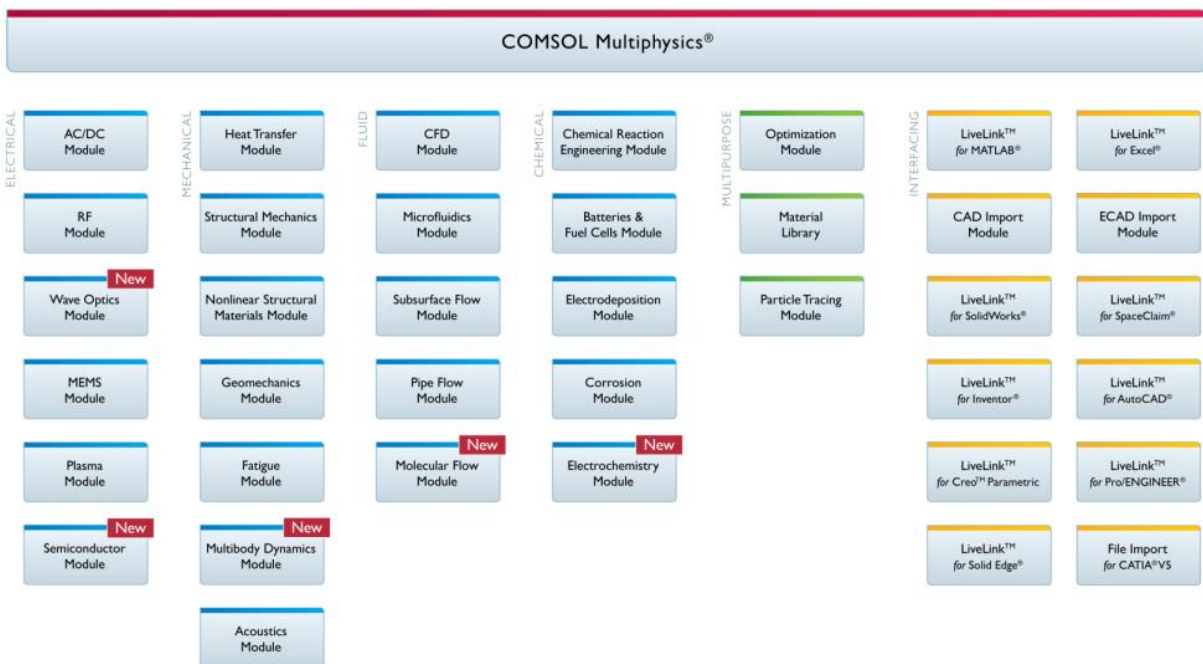 COMSOL Multiphysics®
ELECTRICAL
AC/DC
Module
RF
Module
New
Wave Optics
Module
MEMS
Module
Plasma
Module
New
Semiconductor
Module
MECHANICAL
Heat Transfer
Module
Structural Mechanics
Module
Nonlinear Structural
Materials Module
Geomechanics
Module
Fatigue
Module
New
Multibody Dynamics
Module
Acoustics
Module
FLUID
CFD
Module
Microfluidics
Module
Subsurface Flow
Module
Pipe Flow
Module
New
Molecular Flow
Module
CHEMICAL
Chemical Reaction
Engineering Module
Batteries &
Fuel Cells Module
Electrodeposition
Module
Corrosion
Module
New
Electrochemistry
Module
MULTIPURPOSE
Optimization
Module
Material
Library
Particle Tracing
Module
INTERFACING
LiveLink™
for MATLAB®
CAD Import
Module
LiveLink™
for SolidWorks®
LiveLink™
for Inventor®
LiveLink™
for Creo™ Parametric
LiveLink™
for Solid Edge®
LiveLink™
for Excel®
ECAD Import
Module
LiveLink™
for SpaceClaim®
LiveLink™
for AutoCAD®
LiveLink™
for Pro/ENGINEER®
File Import
for CATIA®V5